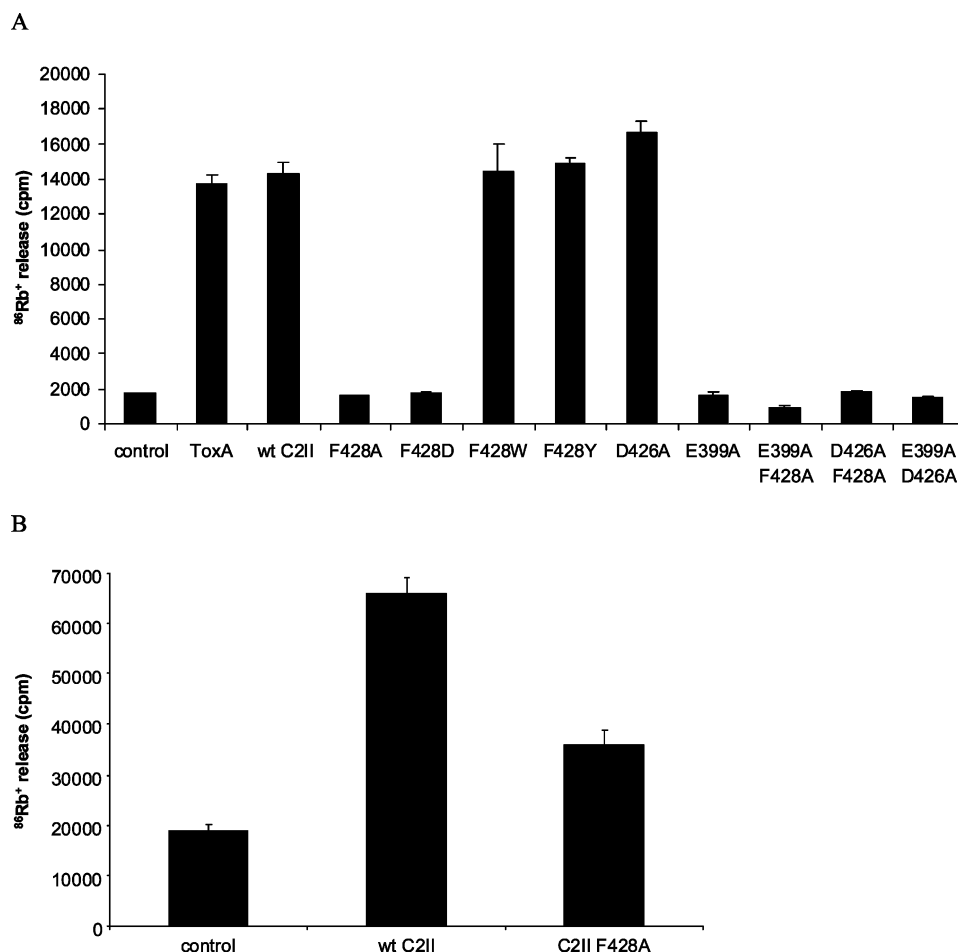 A
20000
18000
16000
14000
12000
10000
8000
6000
4000
2000
0
⁸⁶Rb⁺ release (cpm)
control ToxA wt C2II F428A F428D F428W F428Y D426A E399A E399A D426A E399A
F428A F428A D426A
B
70000
60000
50000
40000
30000
20000
10000
0
⁸⁶Rb⁺ release (cpm)
control wt C2II C2II F428A